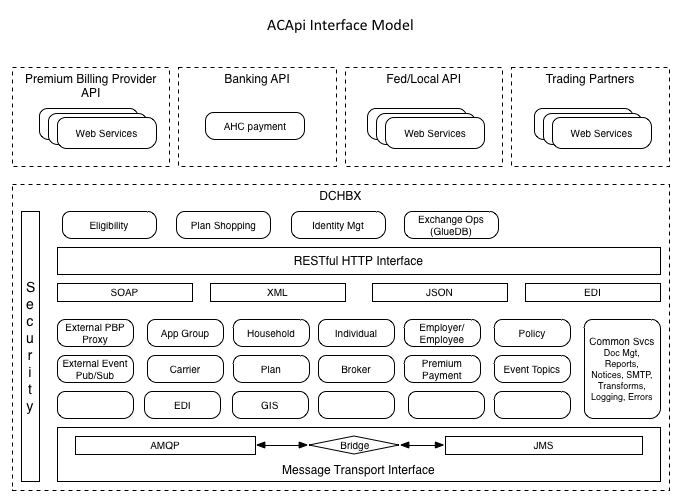 ACApi Interface Model
Premium Billing Provider
API
Web Services
Banking API
AHC payment
Fed/Local API
Web Services
Trading Partners
Web Services
DCHBX
Security
Eligibility
Plan Shopping
Identity Mgt
Exchange Ops
(GlueDB)
RESTful HTTP Interface
SOAP
XML
JSON
EDI
External PBP
Proxy
App Group
Household
Individual
Employer/
Employee
Policy
External Event
Pub/Sub
Carrier
Plan
Broker
Premium
Payment
Event Topics
EDI
GIS
Common Svcs
Doc Mgt,
Reports,
Notices, SMTP,
Transforms,
Logging, Errors
AMQP
Bridge
JMS
Message Transport Interface